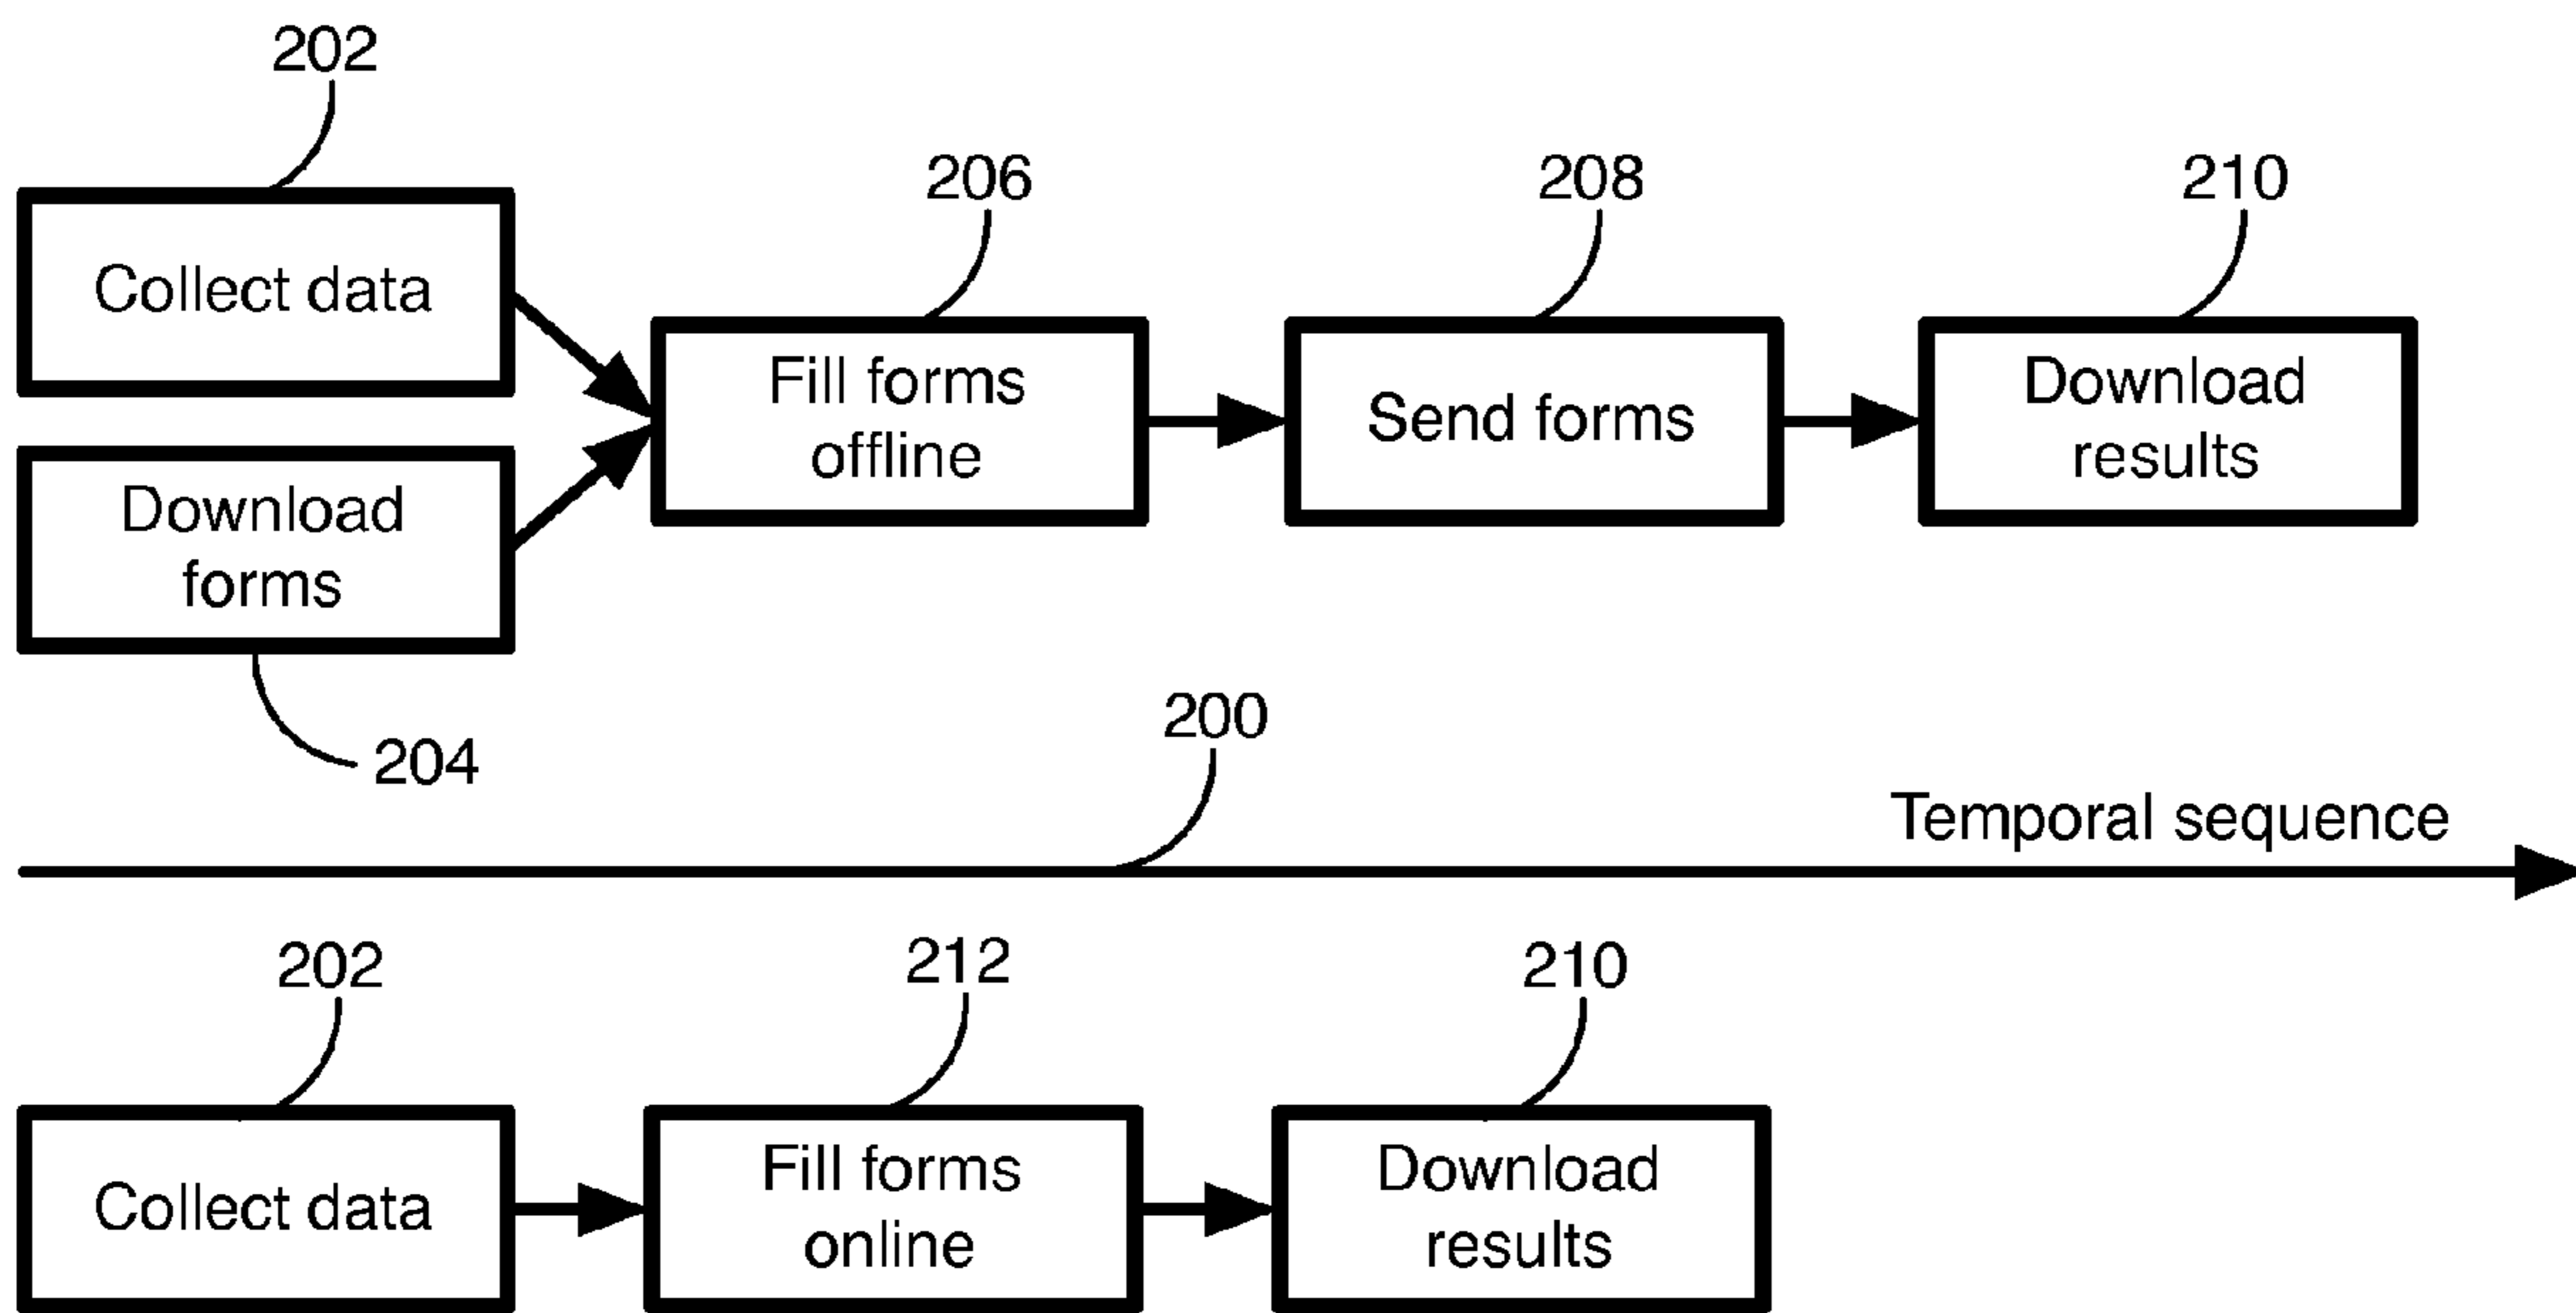 202
206
208
210
Collect data
Fill forms
offline
Send forms
Download
results
Download
forms
204
200
Temporal sequence
202
212
210
Collect data
Fill forms
online
Download
results